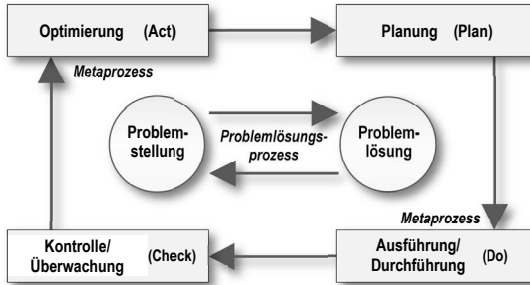 Optimierung (Act)
Planung (Plan)
Metaprozess
Problem-
stellung
Problemlösungs-
prozess
Problem-
lösung
Metaprozess
Kontrolle/
Überwachung (Check)
Ausführung/
Durchführung (Do)